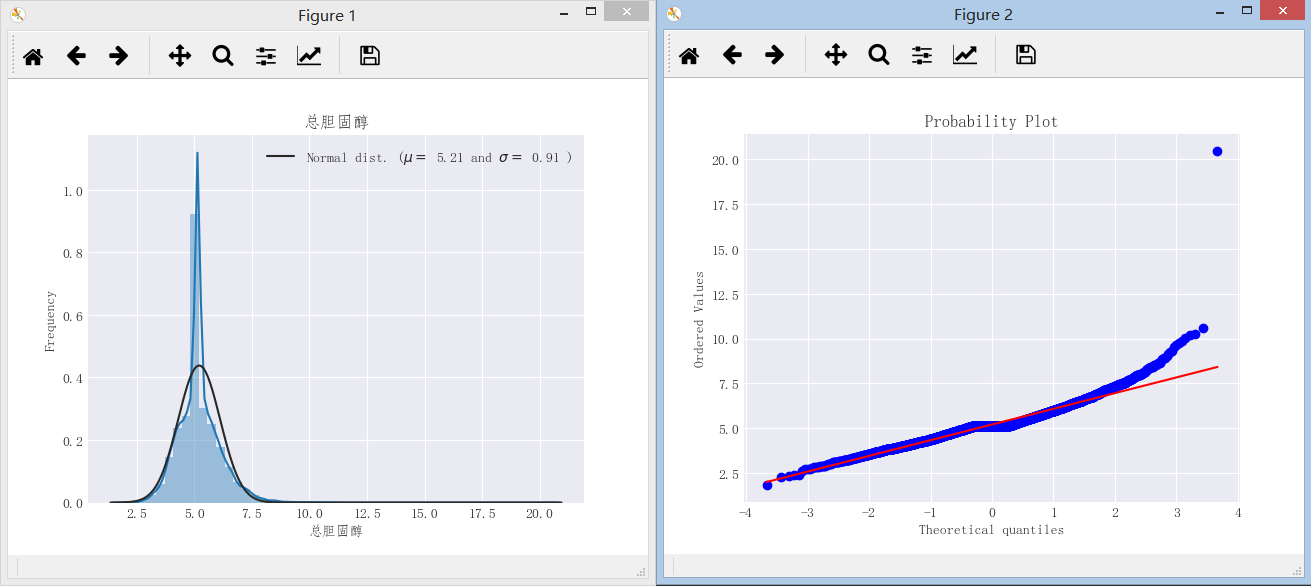 Figure 1
总胆固醇
Normal dist. (μ= 5.21 and σ= 0.91 )
Frequency
1.0
0.8
0.6
0.4
0.2
0.0
2.5 5.0 7.5 10.0 12.5 15.0 17.5 20.0
总胆固醇
Figure 2
Probability Plot
Ordered Values
20.0
17.5
15.0
12.5
10.0
7.5
5.0
2.5
-4 -3 -2 -1 0 1 2 3 4
Theoretical quantiles